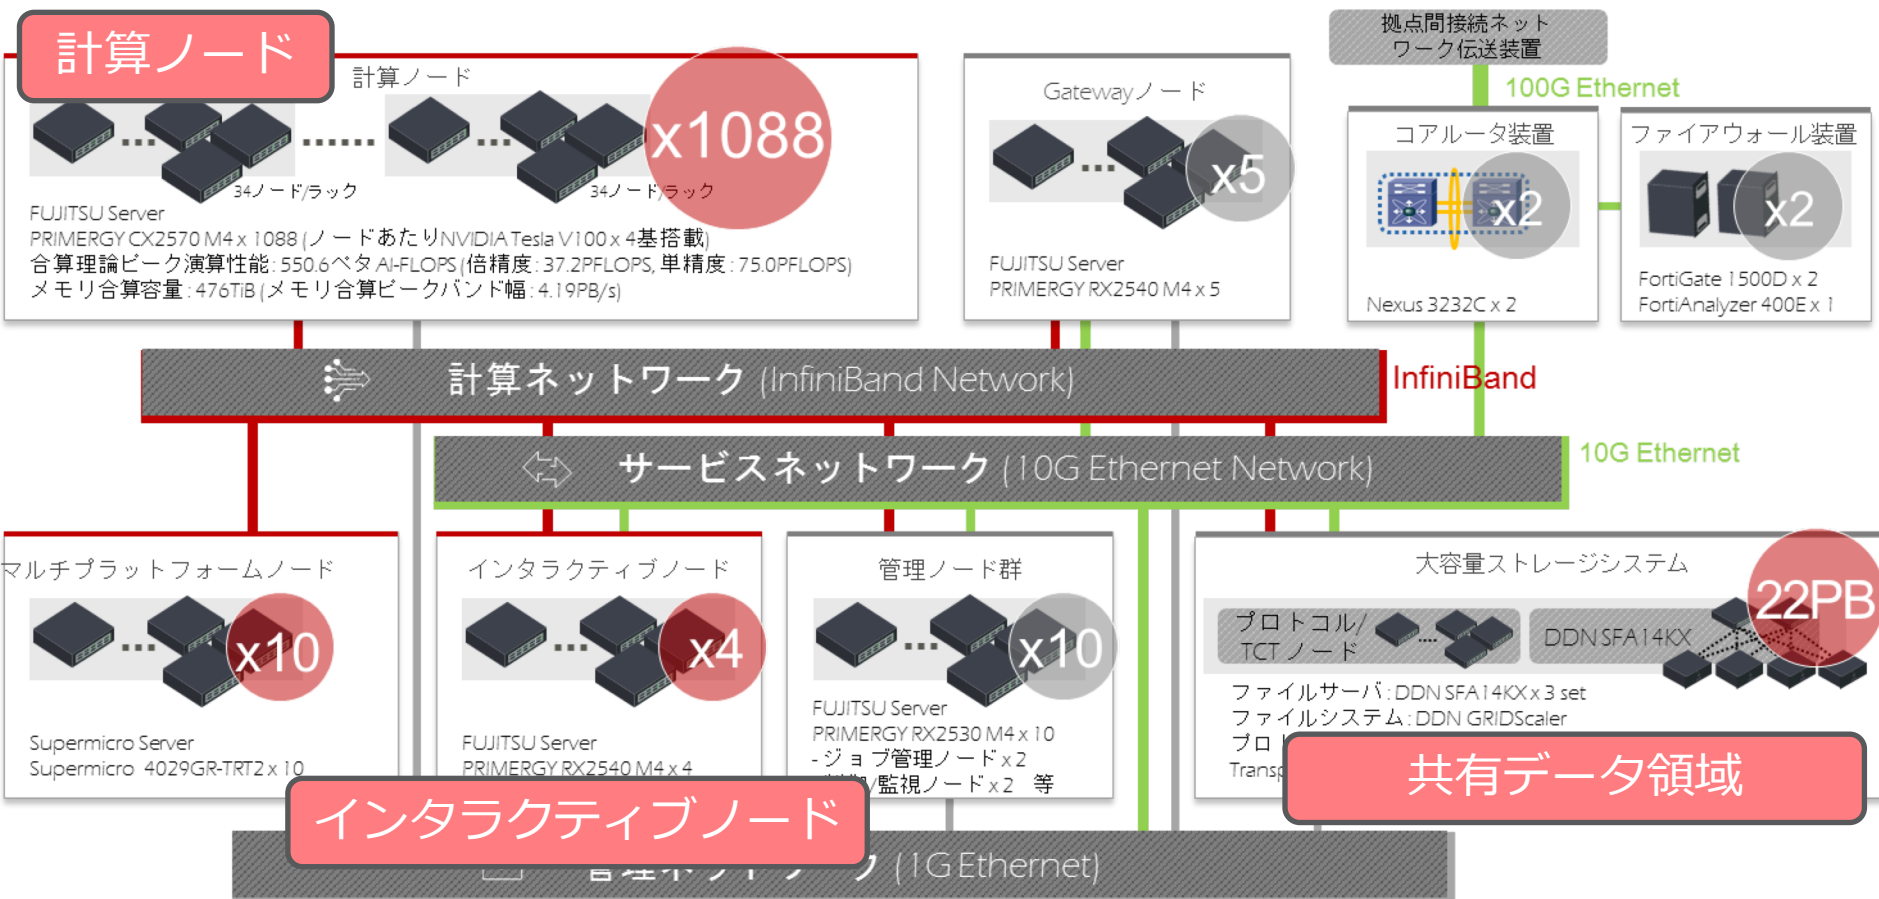 計算ノード
計算ノード
x1088
34ノード/ラック
34ノード/ラック
FUJITSU Server
PRIMERGY CX2570 M4 x 1088 (ノードあたりNVIDIA Tesla V100 x 4基搭載)
合算理論ピーク演算性能 : 550.6ペタ AI-FLOPS (倍精度 : 37.2PFLOPS, 単精度 : 75.0PFLOPS)
メモリ合算容量 : 476TiB (メモリ合算ピークバンド幅 : 4.19PB/s)
Gatewayノード
x5
FUJITSU Server
PRIMERGY RX2540 M4 x 5
拠点間接続ネット
ワーク伝送装置
100G Ethernet
コアルータ装置
x2
Nexus 3232C x 2
ファイアウォール装置
x2
FortiGate 1500D x 2
FortiAnalyzer 400E x 1
計算ネットワーク (InfiniBand Network)
InfiniBand
サービスネットワーク (10G Ethernet Network)
10G Ethernet
マルチプラットフォームノード
x10
Supermicro Server
Supermicro 4029GR-TRT2 x 10
インタラクティブノード
x4
FUJITSU Server
PRIMERGY RX2540 M4 x 4
インタラクティブノード
管理ノード群
x10
FUJITSU Server
PRIMERGY RX2530 M4 x 10
- ジョブ管理ノード x 2
/監視ノード x 2 等
大容量ストレージシステム
22PB
プロトコル/
TCTノード
DDN SFA14KX
ファイルサーバ : DDN SFA14KX x 3 set
ファイルシステム : DDN GRIDScaler
プロ
Transp
共有データ領域
管理ネットワーク (1G Ethernet)